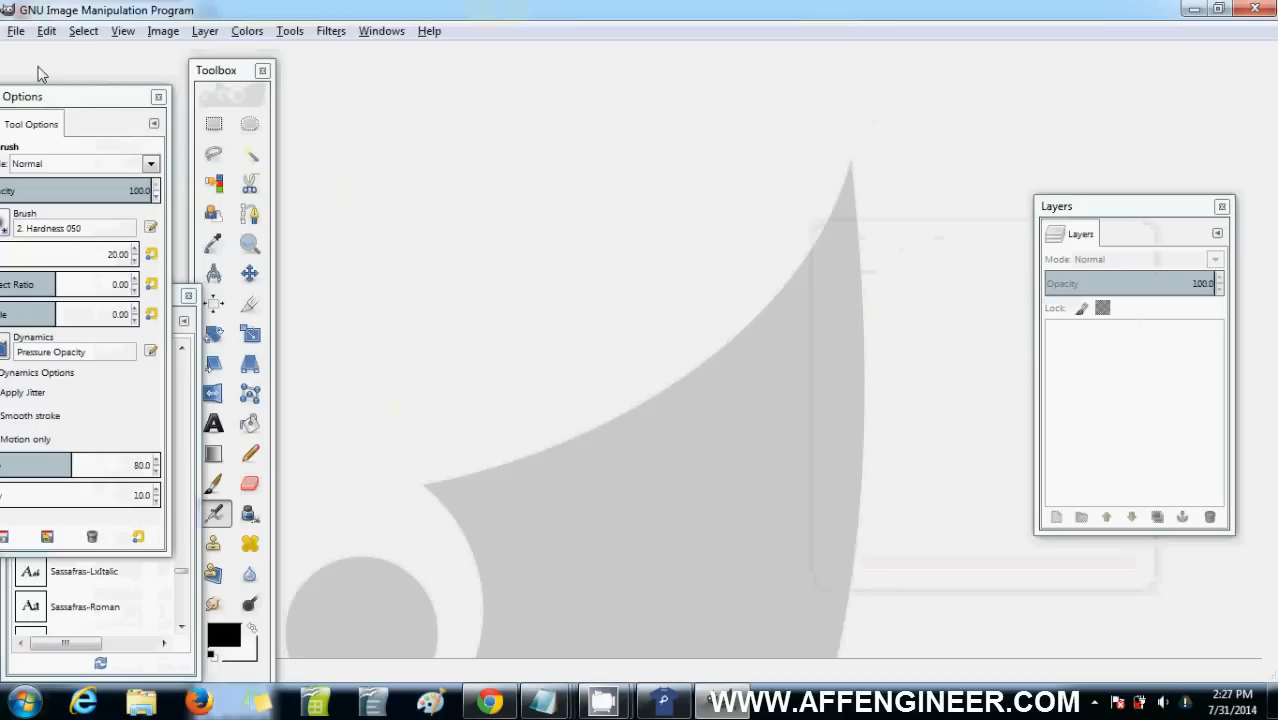 GNU Image Manipulation Program
File Edit Select View Image Layer Colors Tools Filters Windows Help
Options
Tool Options
Normal
100.0
Brush
2. Hardness 050
20.00
0.00
0.00
Dynamics
Pressure Opacity
Dynamics Options
Apply Jitter
Smooth stroke
Motion only
80.0
10.0
Aa Sassafras-LxItalic
Aa Sassafras-Roman
Toolbox
Layers
Layers
Mode: Normal
Opacity 100.0
Lock:
WWW.AFFENGINEER.COM
2:27 PM
7/31/2014